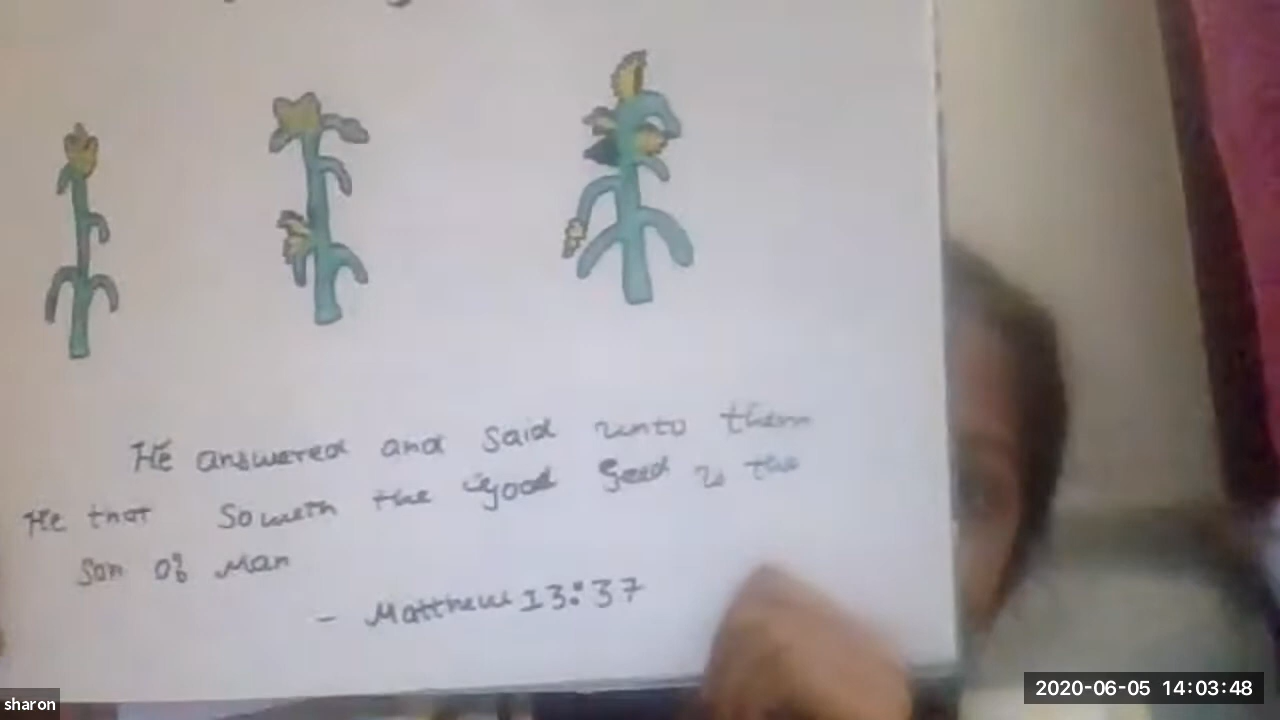 He answered and said unto them
He that soweth the good seed is the
son of Man
- Matthew 13:37
sharon
2020-06-05 14:03:48